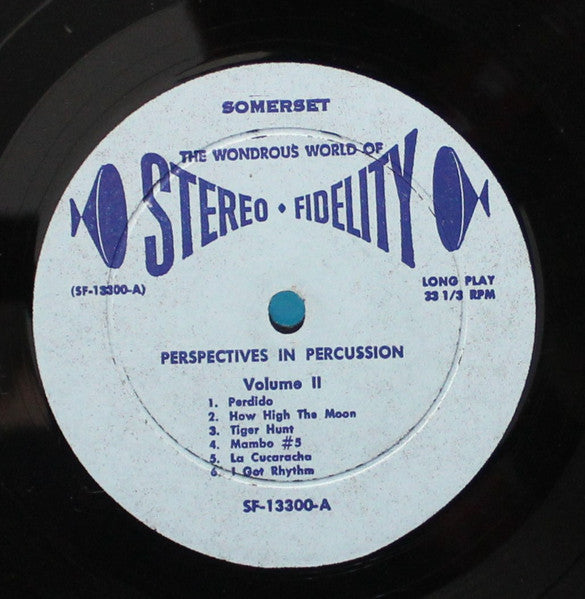 SOMERSET
THE WONDROUS WORLD OF
STEREO • FIDELITY
(SF-13300-A)
LONG PLAY
33 1/3 RPM
PERSPECTIVES IN PERCUSSION
Volume II
1. Perdido
2. How High The Moon
3. Tiger Hunt
4. Mambo #5
5. La Cucaracha
6. I Got Rhythm
SF-13300-A